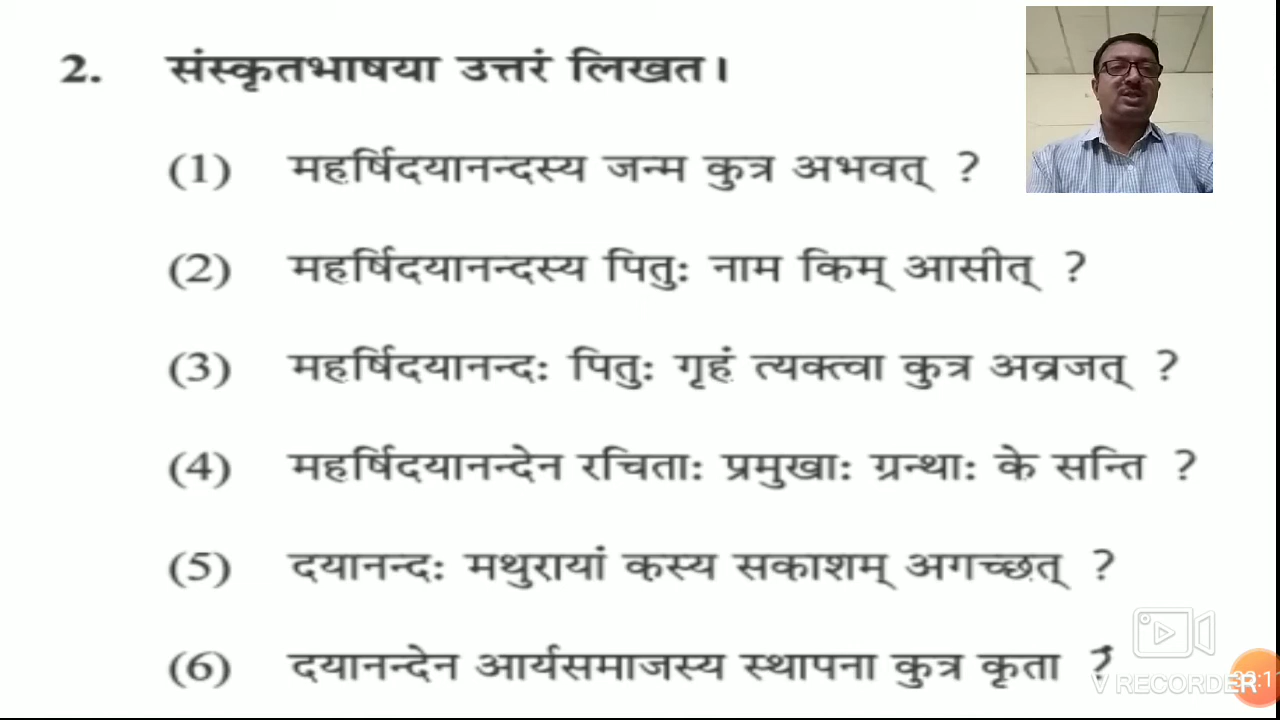 2. संस्कृतभाषया उत्तरं लिखत।
(1) महर्षिदयानन्दस्य जन्म कुत्र अभवत् ?
(2) महर्षिदयानन्दस्य पितुः नाम किम् आसीत् ?
(3) महर्षिदयानन्दः पितुः गृहं त्यक्त्वा कुत्र अव्रजत् ?
(4) महर्षिदयानन्देन रचिताः प्रमुखाः ग्रन्थाः के सन्ति ?
(5) दयानन्दः मथुरायां कस्य सकाशम् अगच्छत् ?
(6) दयानन्देन आर्यसमाजस्य स्थापना कुत्र कृता ?
V RECORDER